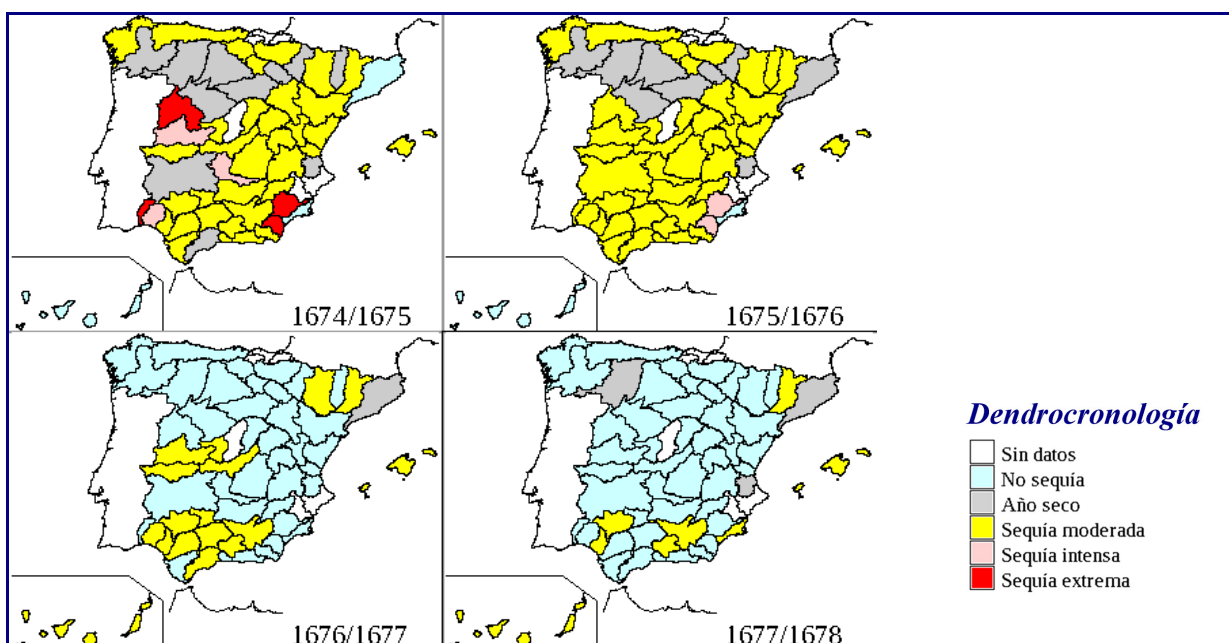 1674/1675
1675/1676
1676/1677
1677/1678
Dendrocronología
Sin datos
No sequía
Año seco
Sequía moderada
Sequía intensa
Sequía extrema